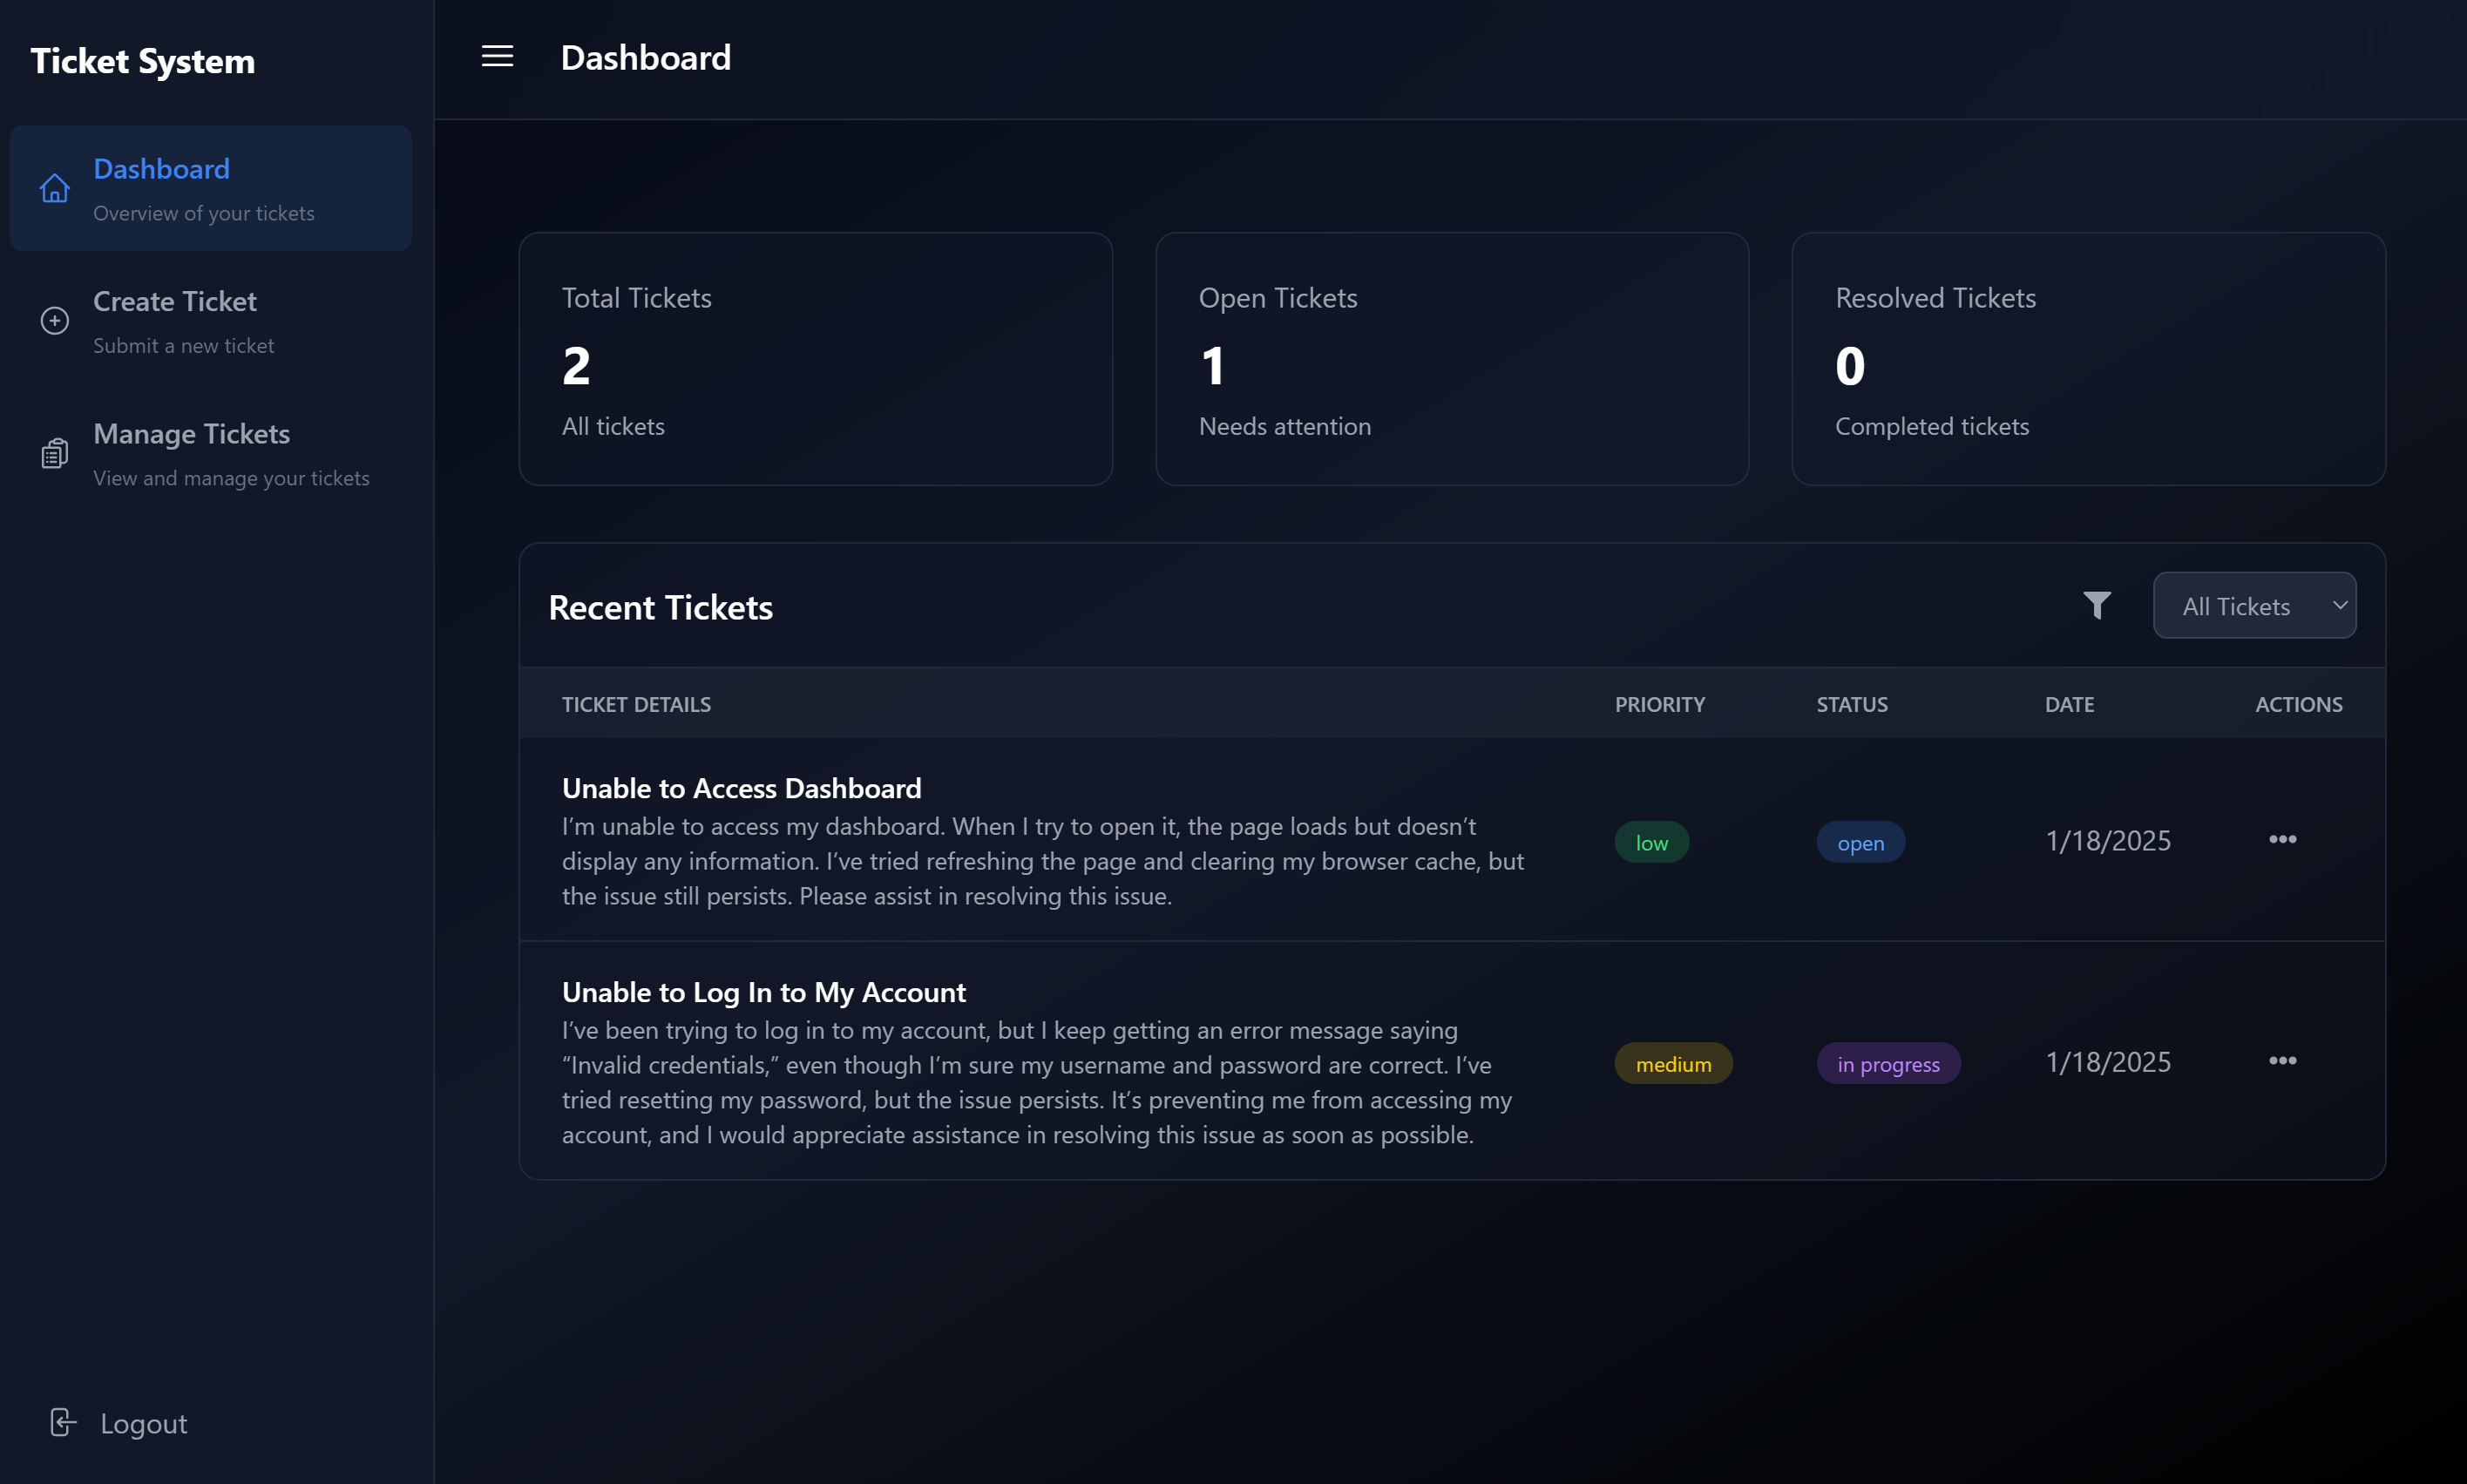 Ticket System
Dashboard
Overview of your tickets
Create Ticket
Submit a new ticket
Manage Tickets
View and manage your tickets
Logout
Dashboard
Total Tickets
2
All tickets
Open Tickets
1
Needs attention
Resolved Tickets
0
Completed tickets
Recent Tickets
All Tickets
TICKET DETAILS PRIORITY STATUS DATE ACTIONS
Unable to Access Dashboard
I’m unable to access my dashboard. When I try to open it, the page loads but doesn’t
display any information. I’ve tried refreshing the page and clearing my browser cache, but
the issue still persists. Please assist in resolving this issue.
low open 1/18/2025
Unable to Log In to My Account
I’ve been trying to log in to my account, but I keep getting an error message saying
“Invalid credentials,” even though I’m sure my username and password are correct. I’ve
tried resetting my password, but the issue persists. It’s preventing me from accessing my
account, and I would appreciate assistance in resolving this issue as soon as possible.
medium in progress 1/18/2025